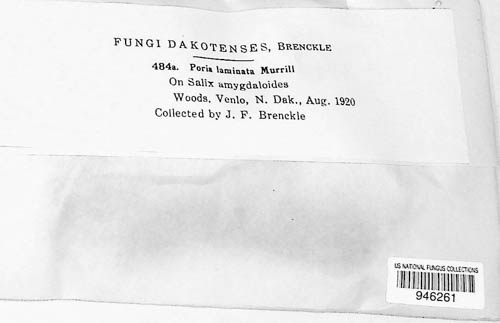 FUNGI DAKOTENSES, BRENCKLE
484a. Poria laminata Murrill
On Salix amygdaloides
Woods, Venlo, N. Dak., Aug. 1920
Collected by J. F. Brenckle
US NATIONAL FUNGUS COLLECTIONS
946261